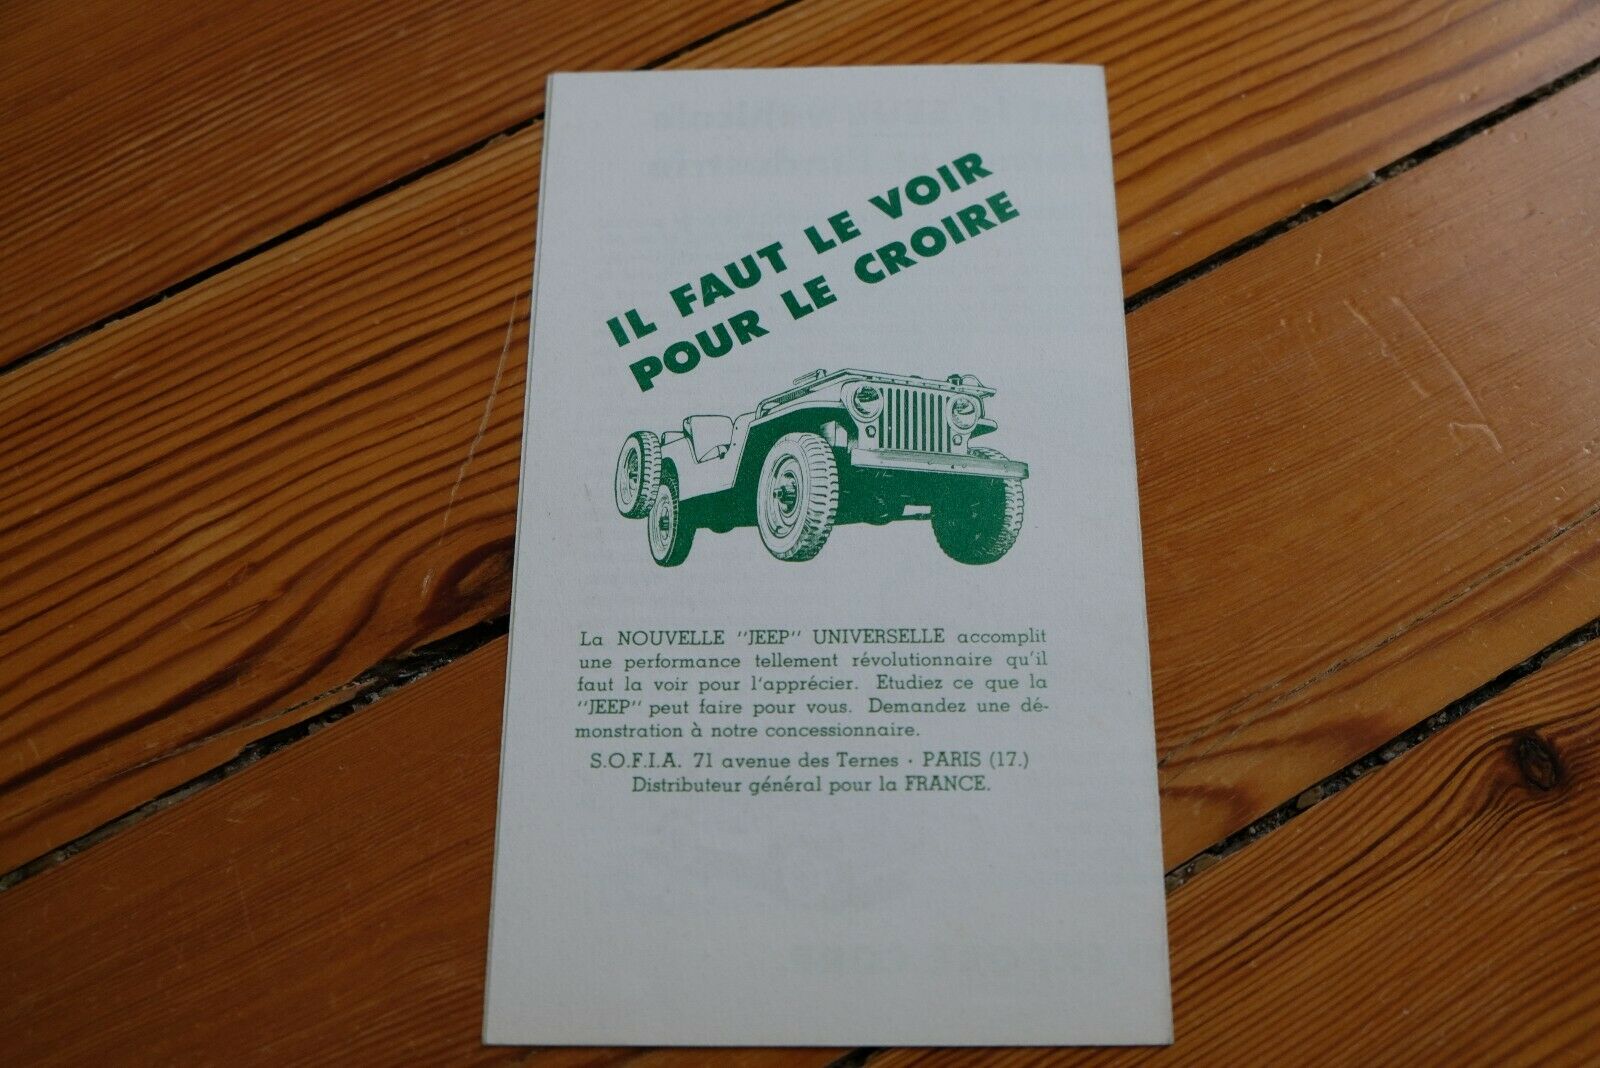 IL FAUT LE VOIR
POUR LE CROIRE
La NOUVELLE "JEEP" UNIVERSELLE accomplit
une performance tellement révolutionnaire qu'il
faut la voir pour l'apprécier. Etudiez ce que la
"JEEP" peut faire pour vous. Demandez une dé-
monstration à notre concessionnaire.
S.O.F.I.A. 71 avenue des Ternes - PARIS (17.)
Distributeur général pour la FRANCE.